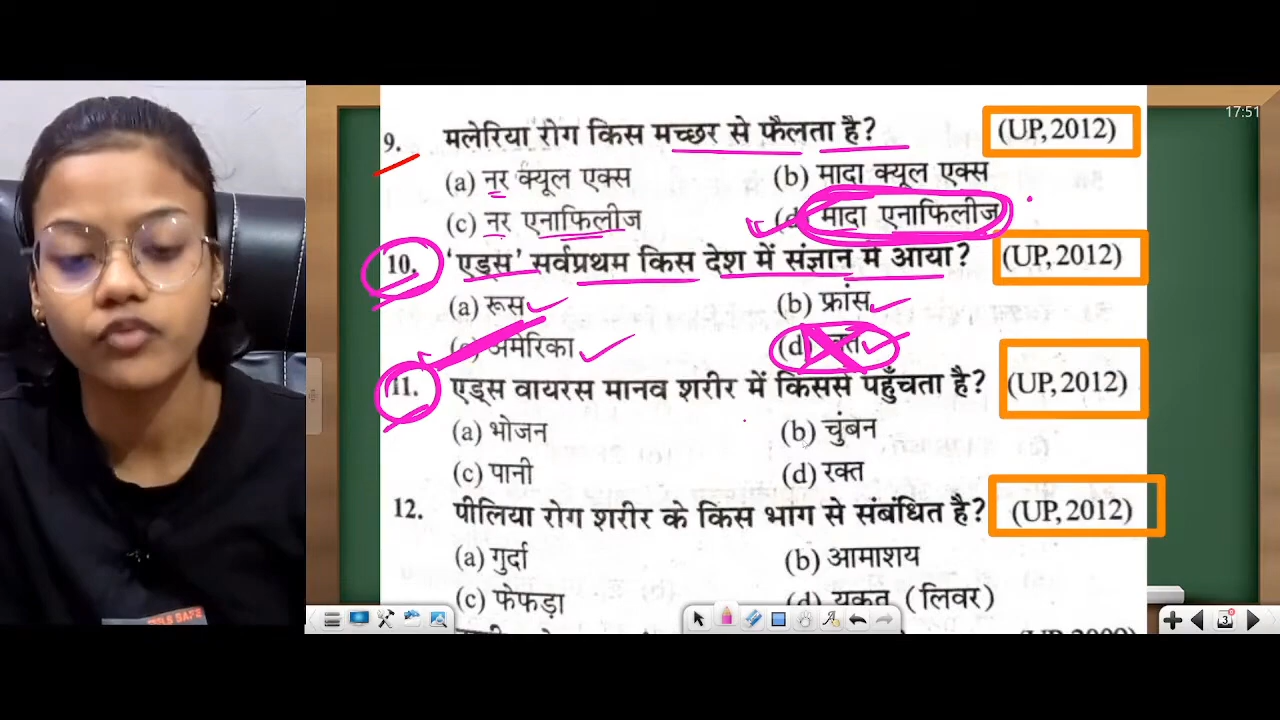 17:51
9. मलेरिया रोग किस मच्छर से फैलता है? (UP, 2012)
(a) नर क्यूल एक्स (b) मादा क्यूल एक्स
(c) नर एनाफिलीज (d) मादा एनाफिलीज
10. 'एड्स' सर्वप्रथम किस देश में संज्ञान में आया? (UP, 2012)
(a) रूस (b) फ्रांस
(c) अमेरिका (d)
11. एड्स वायरस मानव शरीर में किससे पहुँचता है? (UP, 2012)
(a) भोजन (b) चुंबन
(c) पानी (d) रक्त
12. पीलिया रोग शरीर के किस भांग से संबंधित है? (UP, 2012)
(a) गुर्दा (b) आमाशय
(c) फेफड़ा (d) यकृत (लिवर)
3